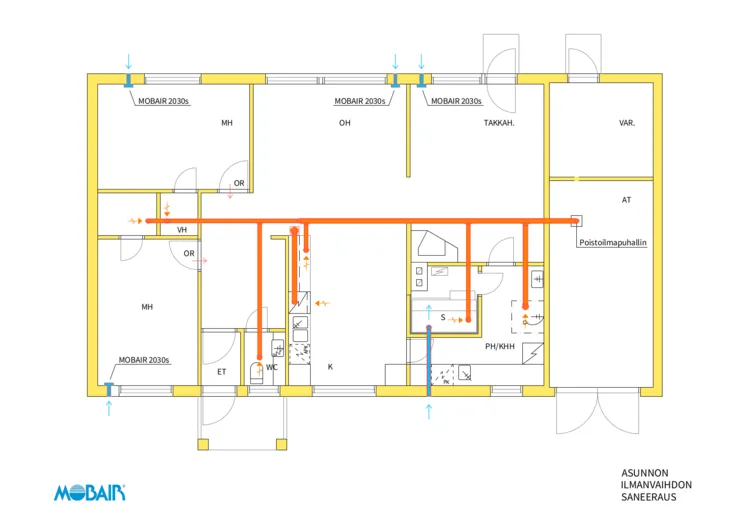 MOBAIR 2030s
MOBAIR 2030s
MOBAIR 2030s
MH
OH
TAKKAH.
VAR.
OR
AT
VH
Poistoilmapuhallin
OR
MH
S
PH/KHH
MOBAIR 2030s
ET
WC
K
PK
MOBAIR
ASUNNON
ILMANVAIHDON
SANEERAUS